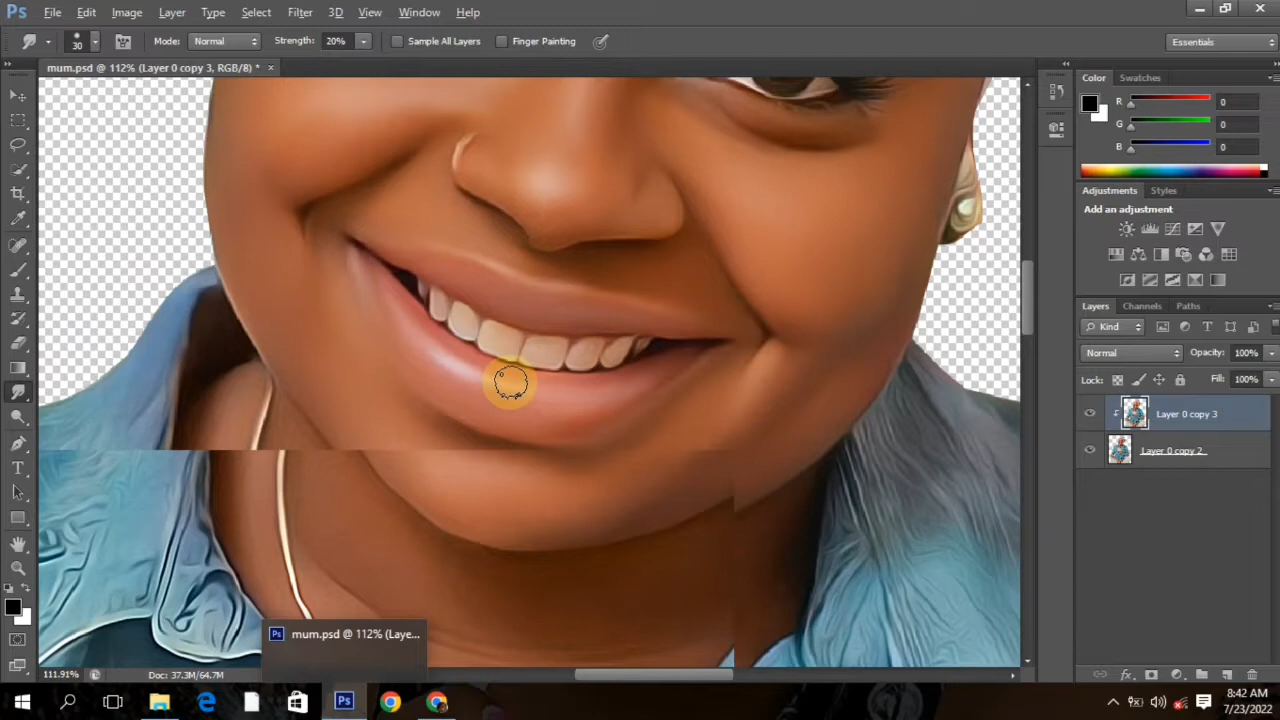 Ps File Edit Image Layer Type Select Filter 3D View Window Help
30 Mode: Normal Strength: 20% Sample All Layers Finger Painting Essentials
mum.psd @ 112% (Layer 0 copy 3, RGB/8) * ×
Color Swatches
R 0
G 0
B 0
Adjustments Styles
Add an adjustment
Layers Channels Paths
Kind
Normal Opacity: 100%
Lock: Fill: 100%
Layer 0 copy 3
Layer 0 copy 2
Ps mum.psd @ 112% (Laye...
111.91% Doc: 37.3M/64.7M
Ps
8:42 AM
7/23/2022